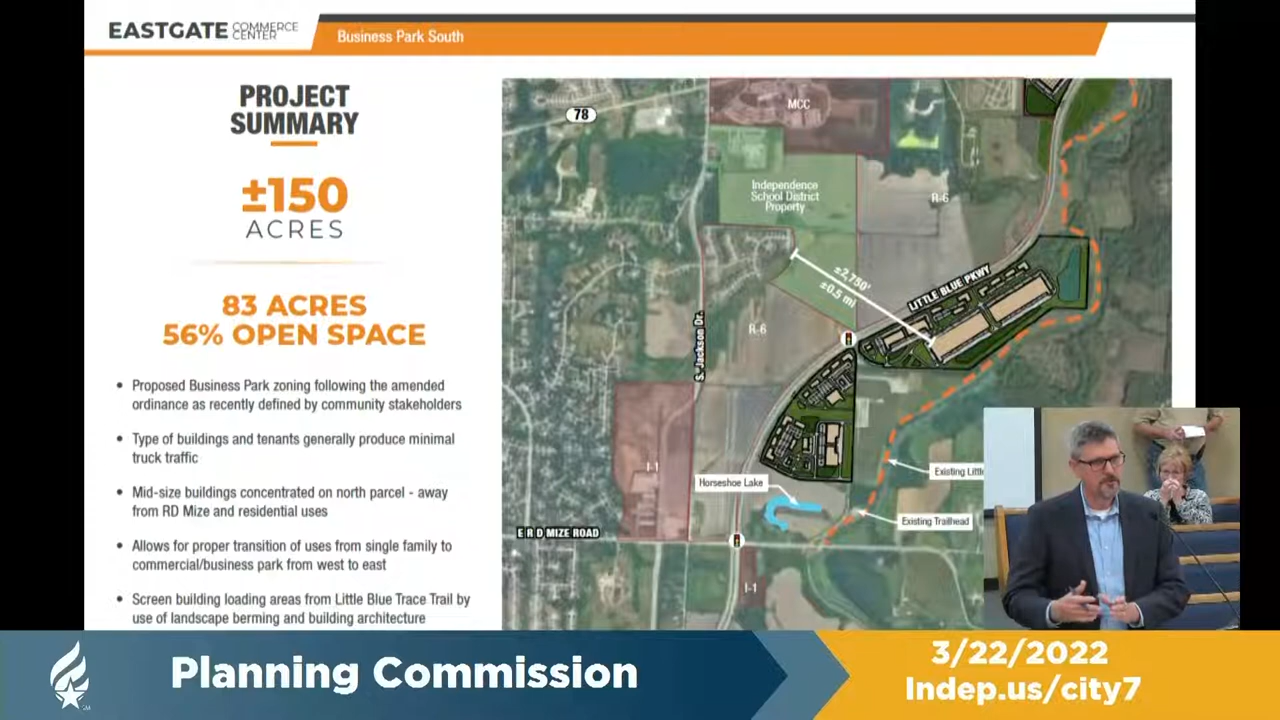 EASTGATE COMMERCE CENTER
Business Park South
PROJECT
SUMMARY
±150
ACRES
83 ACRES
56% OPEN SPACE
• Proposed Business Park zoning following the amended
ordinance as recently defined by community stakeholders
• Type of buildings and tenants generally produce minimal
truck traffic
• Mid-size buildings concentrated on north parcel - away
from RD Mize and residential uses
• Allows for proper transition of uses from single family to
commercial/business park from west to east
• Screen building loading areas from Little Blue Trace Trail by
use of landscape berming and building architecture
78
MCC
Independence
School District
Property
R-6
±2,750'
±0.5 mi
LITTLE BLUE PKWY
R-6
S. Jackson Dr.
I-1
Horseshoe Lake
Existing Little
Existing Trailhead
E R D MIZE ROAD
I-1
Planning Commission
3/22/2022
Indep.us/city7